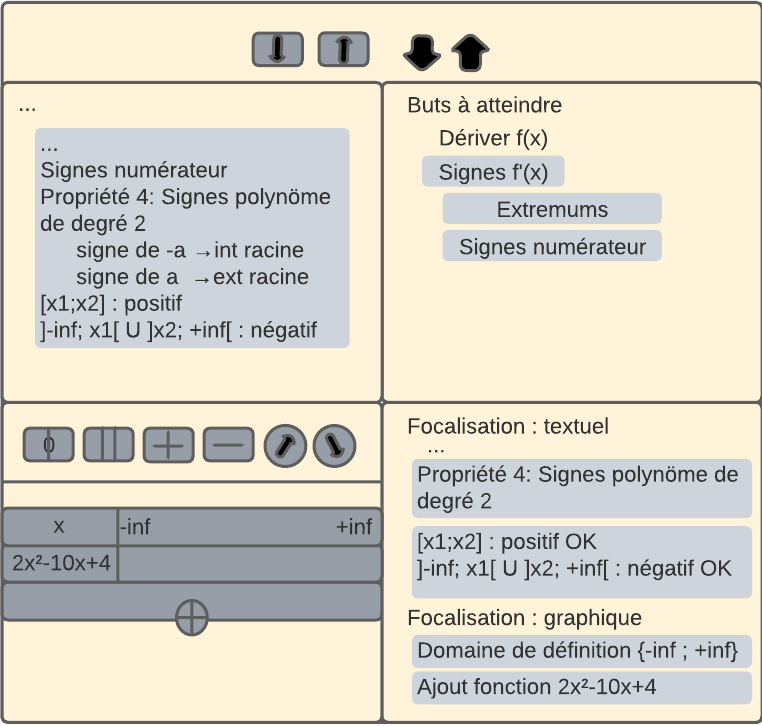 ...
...
Signes numérateur
Propriété 4: Signes polynöme
de degré 2
signe de -a →int racine
signe de a →ext racine
[x1;x2] : positif
]-inf; x1[ U ]x2; +inf[ : négatif
Buts à atteindre
Dériver f(x)
Signes f'(x)
Extremums
Signes numérateur
0
x -inf +inf
2x²-10x+4
Focalisation : textuel
...
Propriété 4: Signes polynöme de
degré 2
[x1;x2] : positif OK
]-inf; x1[ U ]x2; +inf[ : négatif OK
Focalisation : graphique
Domaine de définition {-inf ; +inf}
Ajout fonction 2x²-10x+4